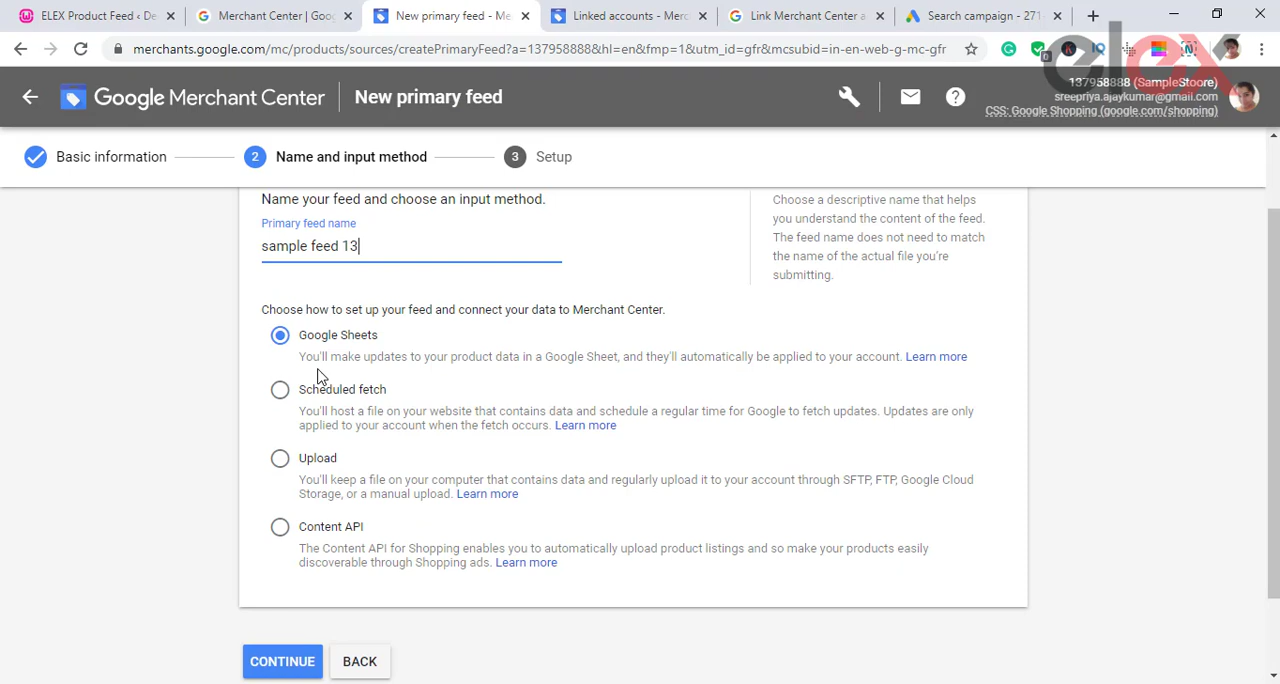 ELEX Product Feed ‹ De
Merchant Center | Goog
New primary feed - Me
Linked accounts - Merc
Link Merchant Center a
Search campaign - 271
merchants.google.com/mc/products/sources/createPrimaryFeed?a=137958888&hl=en&fmp=1&utm_id=gfr&mcsubid=in-en-web-g-mc-gfr
elex
Google Merchant Center
New primary feed
137958888 (SampleStoore)
sreepriya.ajaykumar@gmail.com
CSS: Google Shopping (google.com/shopping)
Basic information
2 Name and input method
3 Setup
Name your feed and choose an input method.
Primary feed name
sample feed 13
Choose a descriptive name that helps
you understand the content of the feed.
The feed name does not need to match
the name of the actual file you're
submitting.
Choose how to set up your feed and connect your data to Merchant Center.
Google Sheets
You'll make updates to your product data in a Google Sheet, and they'll automatically be applied to your account. Learn more
Scheduled fetch
You'll host a file on your website that contains data and schedule a regular time for Google to fetch updates. Updates are only
applied to your account when the fetch occurs. Learn more
Upload
You'll keep a file on your computer that contains data and regularly upload it to your account through SFTP, FTP, Google Cloud
Storage, or a manual upload. Learn more
Content API
The Content API for Shopping enables you to automatically upload product listings and so make your products easily
discoverable through Shopping ads. Learn more
CONTINUE
BACK